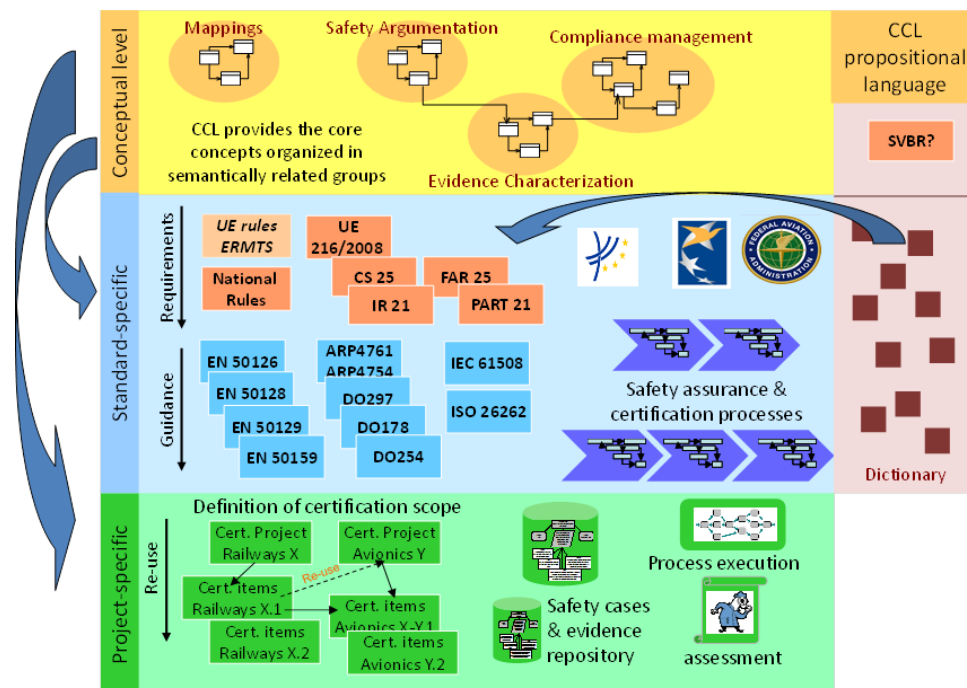 Conceptual level
Mappings
Safety Argumentation
Compliance management
CCL provides the core
concepts organized in
semantically related groups
Evidence Characterization
CCL
propositional
language
SVBR?
Standard-specific
Requirements
UE rules
ERMTS
UE
216/2008
National
Rules
CS 25
FAR 25
IR 21
PART 21
FEDERAL AVIATION
ADMINISTRATION
Guidance
EN 50126
EN 50128
EN 50129
EN 50159
ARP4761
ARP4754
DO297
DO178
DO254
IEC 61508
ISO 26262
Safety assurance &
certification processes
Dictionary
Project-specific
Re-use
Definition of certification scope
Cert. Project
Railways X
Cert. Project
Avionics Y
Re-use
Cert. items
Railways X.1
Cert. items
Avionics X-Y.1
Cert. items
Railways X.2
Cert. items
Avionics Y.2
Safety cases
& evidence
repository
Process execution
assessment